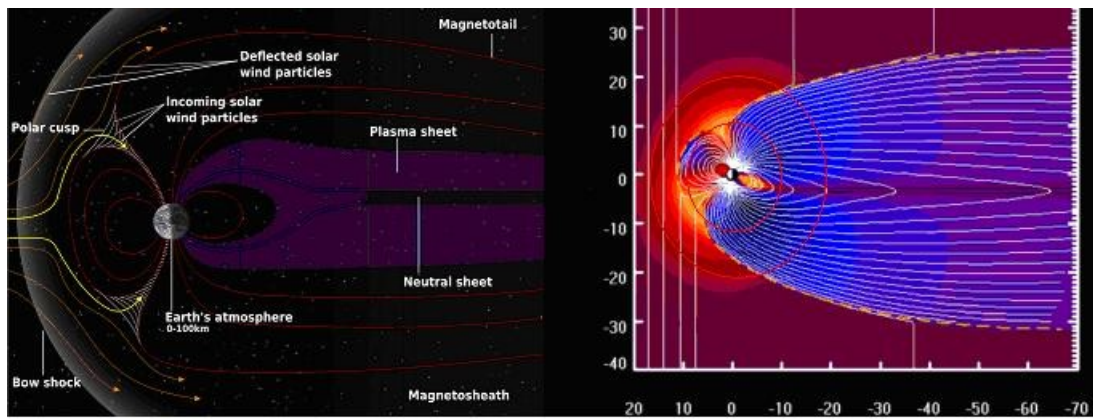 Magnetotail
Deflected solar
wind particles
Incoming solar
wind particles
Polar cusp
Plasma sheet
Neutral sheet
Earth's atmosphere
0-100km
Bow shock
Magnetosheath
30
20
10
0
-10
-20
-30
-40
20 10 0 -10 -20 -30 -40 -50 -60 -70